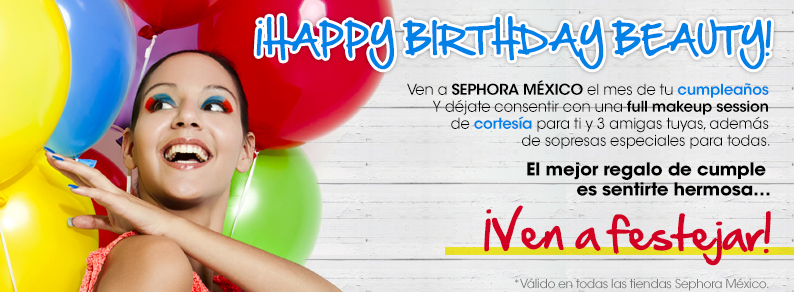 ¡HAPPY BIRTHDAY BEAUTY!
Ven a SEPHORA MÉXICO el mes de tu cumpleaños
Y déjate consentir con una full makeup session
de cortesía para ti y 3 amigas tuyas, además
de sopresas especiales para todas.
El mejor regalo de cumple
es sentirte hermosa...
¡Ven a festejar!
*Válido en todas las tiendas Sephora México.